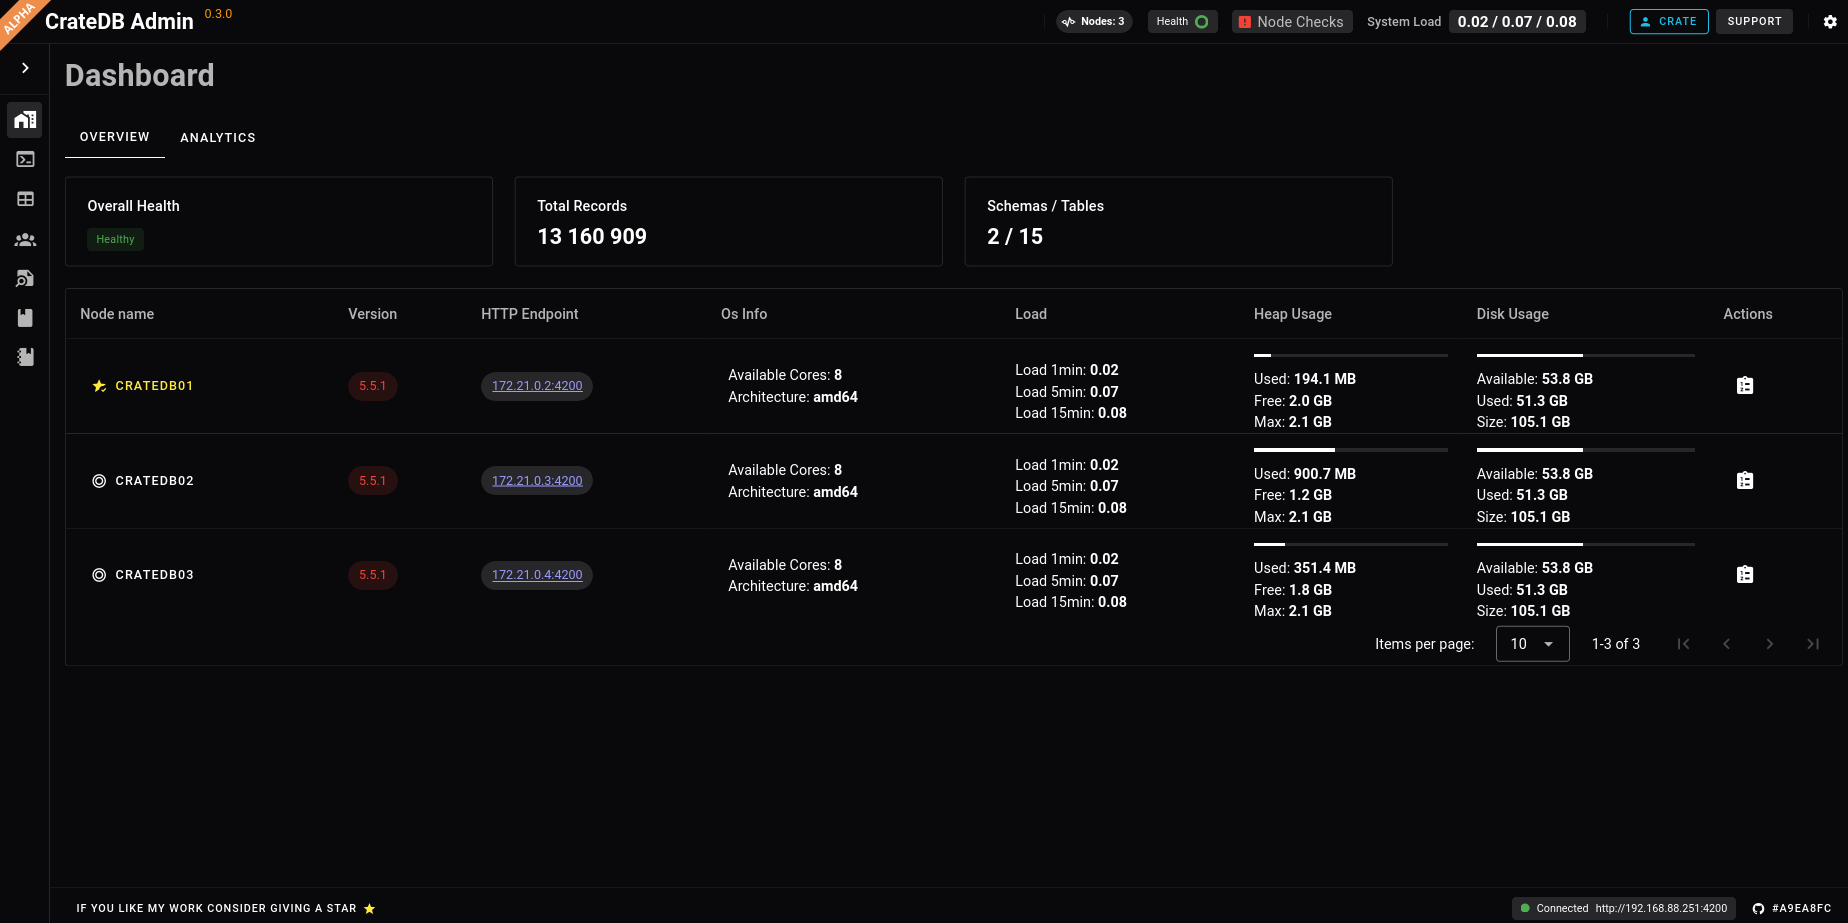 ALPHA
CrateDB Admin 0.3.0
Nodes: 3
Health
Node Checks
System Load 0.02 / 0.07 / 0.08
CRATE
SUPPORT
Dashboard
OVERVIEW ANALYTICS
Overall Health
Healthy
Total Records
13 160 909
Schemas / Tables
2 / 15
Node name Version HTTP Endpoint Os Info Load Heap Usage Disk Usage Actions
CRATEDB01
5.5.1
172.21.0.2:4200
Available Cores: 8
Architecture: amd64
Load 1min: 0.02
Load 5min: 0.07
Load 15min: 0.08
Used: 194.1 MB
Free: 2.0 GB
Max: 2.1 GB
Available: 53.8 GB
Used: 51.3 GB
Size: 105.1 GB
CRATEDB02
5.5.1
172.21.0.3:4200
Available Cores: 8
Architecture: amd64
Load 1min: 0.02
Load 5min: 0.07
Load 15min: 0.08
Used: 900.7 MB
Free: 1.2 GB
Max: 2.1 GB
Available: 53.8 GB
Used: 51.3 GB
Size: 105.1 GB
CRATEDB03
5.5.1
172.21.0.4:4200
Available Cores: 8
Architecture: amd64
Load 1min: 0.02
Load 5min: 0.07
Load 15min: 0.08
Used: 351.4 MB
Free: 1.8 GB
Max: 2.1 GB
Available: 53.8 GB
Used: 51.3 GB
Size: 105.1 GB
Items per page: 10 1-3 of 3
IF YOU LIKE MY WORK CONSIDER GIVING A STAR
Connected http://192.168.88.251:4200
#A9EA8FC